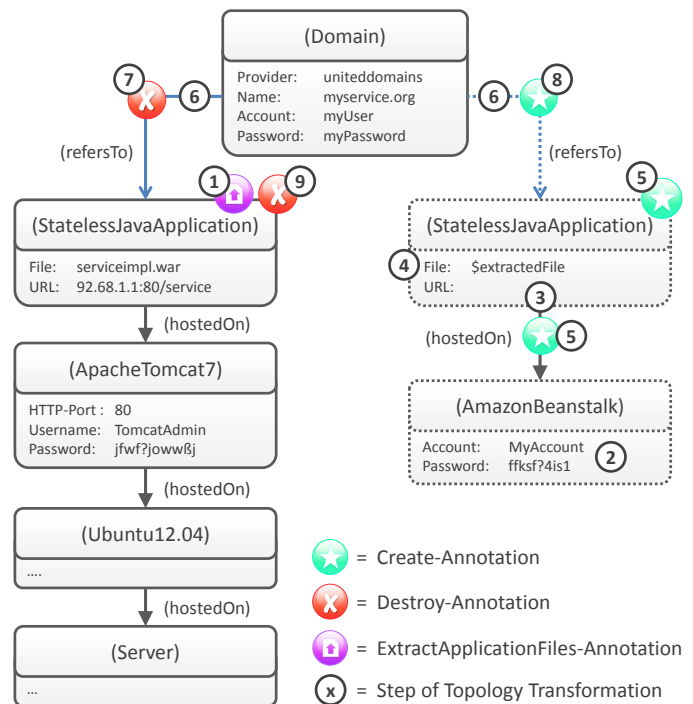 (Domain)
Provider: uniteddomains
Name: myservice.org
Account: myUser
Password: myPassword
7
6
6
8
(refersTo)
(refersTo)
1
9
5
(StatelessJavaApplication)
File: serviceimpl.war
URL: 92.68.1.1:80/service
(StatelessJavaApplication)
4
File: $extractedFile
URL:
3
(hostedOn)
(hostedOn)
5
(ApacheTomcat7)
HTTP-Port : 80
Username: TomcatAdmin
Password: jfwf?jowwßj
(AmazonBeanstalk)
Account: MyAccount
Password: ffksf?4is1
2
(hostedOn)
(Ubuntu12.04)
....
(hostedOn)
(Server)
...
= Create-Annotation
= Destroy-Annotation
= ExtractApplicationFiles-Annotation
x = Step of Topology Transformation